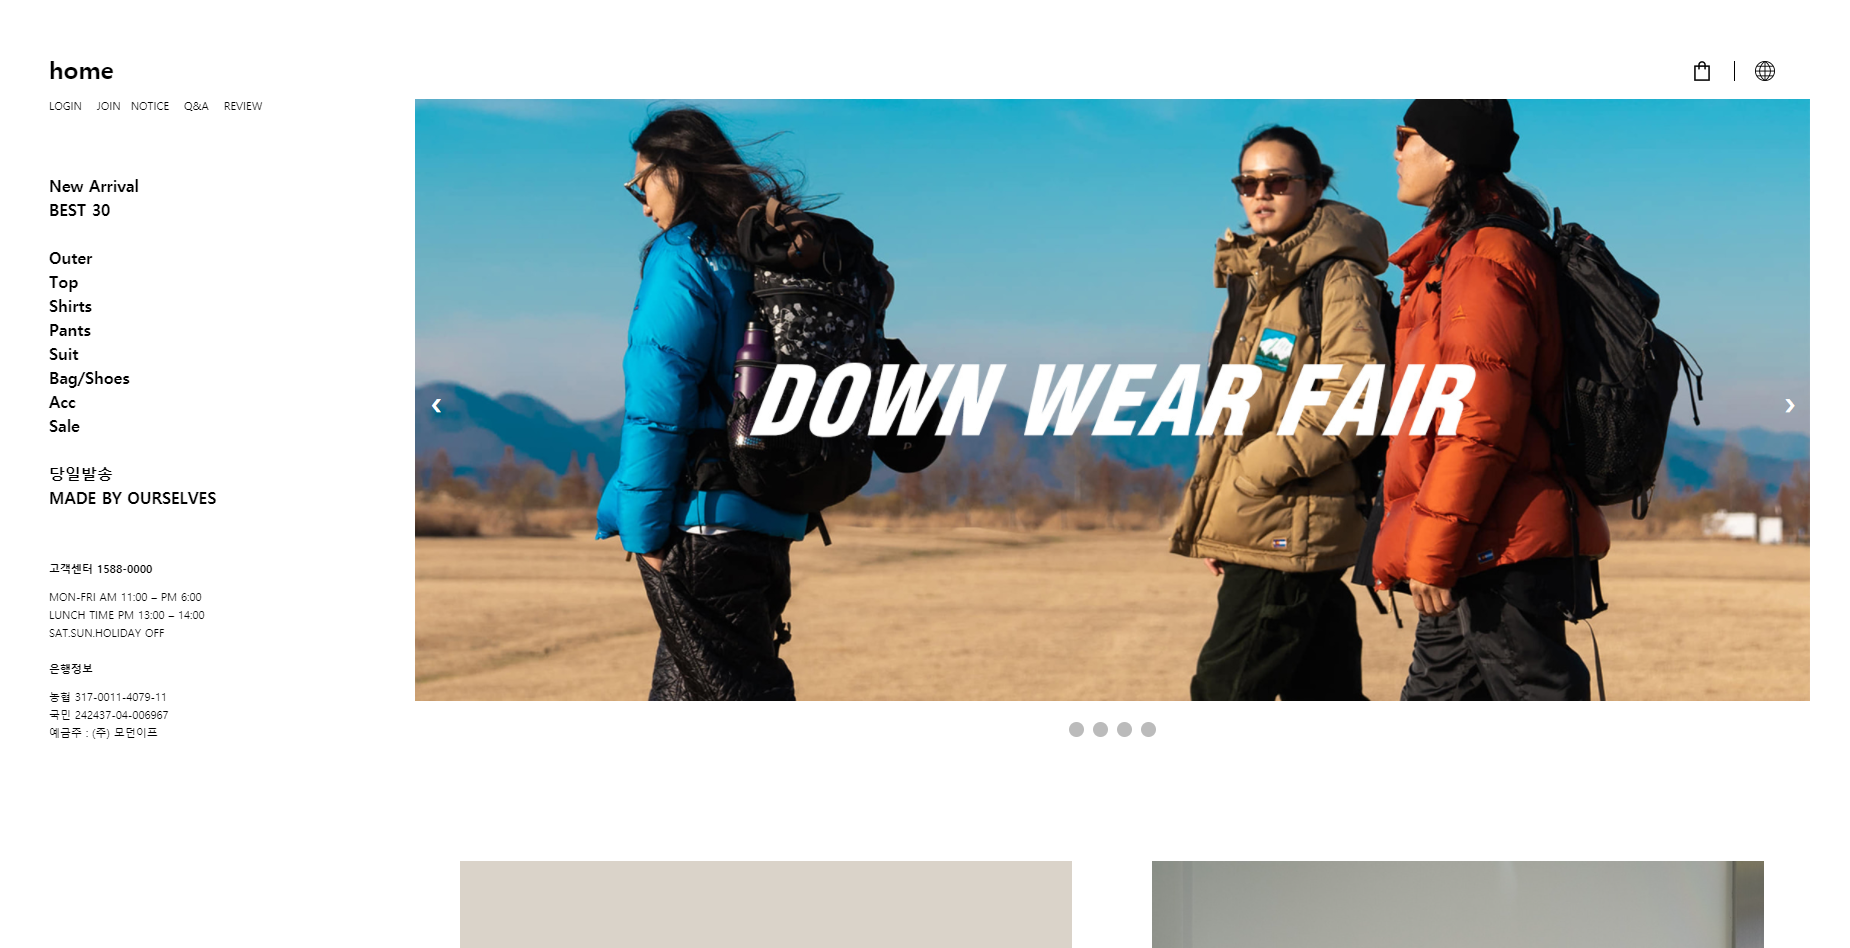 home
LOGIN JOIN NOTICE Q&A REVIEW
New Arrival
BEST 30
Outer
Top
Shirts
Pants
Suit
Bag/Shoes
Acc
Sale
당일발송
MADE BY OURSELVES
고객센터 1588-0000
MON-FRI AM 11:00 – PM 6:00
LUNCH TIME PM 13:00 – 14:00
SAT.SUN.HOLIDAY OFF
은행정보
농협 317-0011-4079-11
국민 242437-04-006967
예금주 : (주) 모던이프
DOWN WEAR FAIR